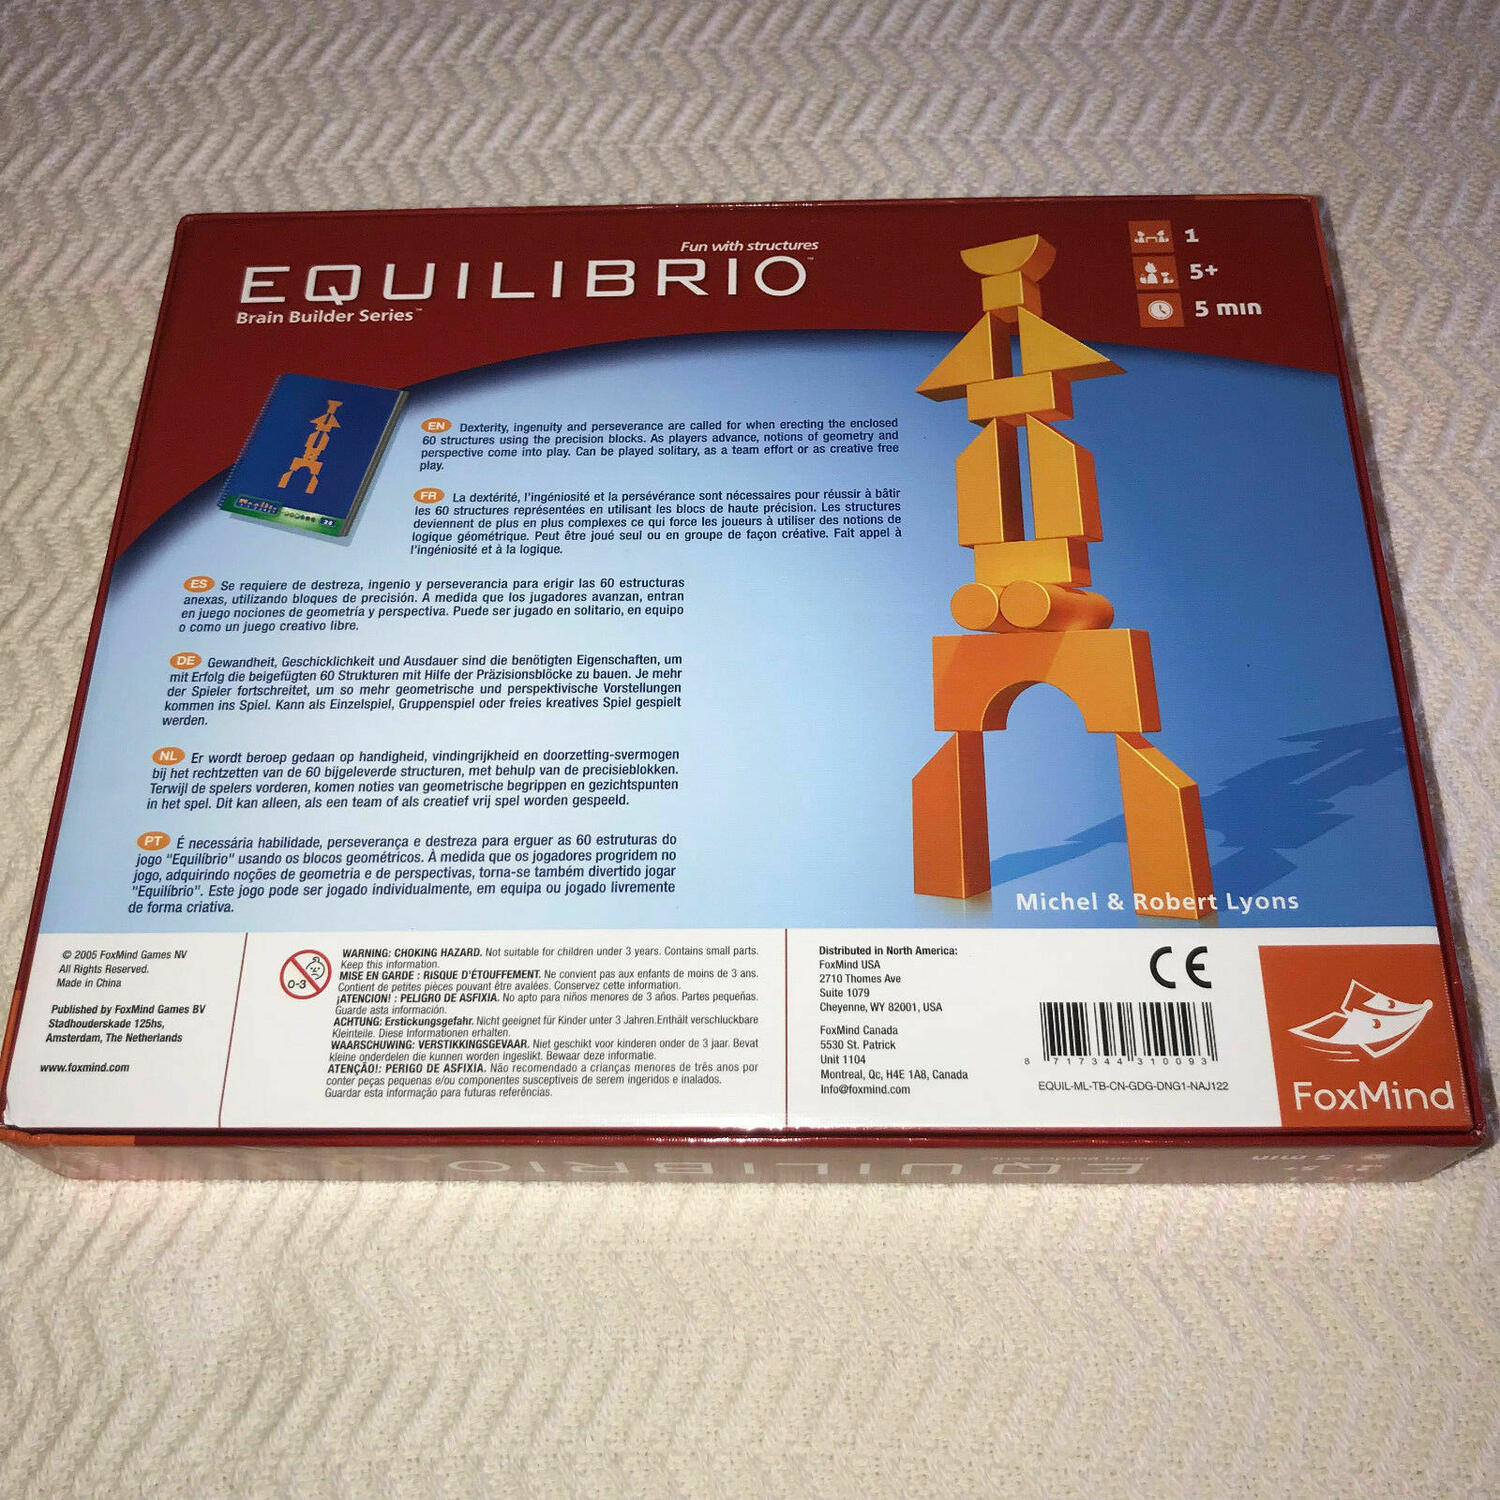 Fun with structures
EQUILIBRIO™
Brain Builder Series™
1
5+
5 min
EN Dexterity, ingenuity and perseverance are called for when erecting the enclosed
60 structures using the precision blocks. As players advance, notions of geometry and
perspective come into play. Can be played solitary, as a team effort or as creative free
play.
FR La dextérité, l'ingéniosité et la persévérance sont nécessaires pour réussir à bâtir
les 60 structures représentées en utilisant les blocs de haute précision. Les structures
deviennent de plus en plus complexes ce qui force les joueurs à utiliser des notions de
logique géométrique. Peut être joué seul ou en groupe de façon créative. Fait appel à
l'ingéniosité et à la logique.
ES Se requiere de destreza, ingenio y perseverancia para erigir las 60 estructuras
anexas, utilizando bloques de precisión. A medida que los jugadores avanzan, entran
en juego nociones de geometría y perspectiva. Puede ser jugado en solitario, en equipo
o como un juego creativo libre.
DE Gewandheit, Geschicklichkeit und Ausdauer sind die benötigten Eigenschaften, um
mit Erfolg die beigefügten 60 Strukturen mit Hilfe der Präzisionsblöcke zu bauen. Je mehr
der Spieler fortschreitet, um so mehr geometrische und perspektivische Vorstellungen
kommen ins Spiel. Kann als Einzelspiel, Gruppenspiel oder freies kreatives Spiel gespielt
werden.
NL Er wordt beroep gedaan op handigheid, vindingrijkheid en doorzetting-svermogen
bij het rechtzetten van de 60 bijgeleverde structuren, met behulp van de precisieblokken.
Terwijl de spelers vorderen, komen noties van geometrische begrippen en gezichtspunten
in het spel. Dit kan alleen, als een team of als creatief vrij spel worden gespeeld.
PT É necessária habilidade, perseverança e destreza para erguer as 60 estruturas do
jogo "Equilíbrio" usando os blocos geométricos. À medida que os jogadores progridem no
jogo, adquirindo noções de geometria e de perspectivas, torna-se também divertido jogar
"Equilíbrio". Este jogo pode ser jogado individualmente, em equipa ou jogado livremente
de forma criativa.
Michel & Robert Lyons
© 2005 FoxMind Games NV
All Rights Reserved.
Made in China
Published by FoxMind Games BV
Stadhouderskade 125hs,
Amsterdam, The Netherlands
www.foxmind.com
0-3
WARNING: CHOKING HAZARD. Not suitable for children under 3 years. Contains small parts.
Keep this information.
MISE EN GARDE : RISQUE D'ÉTOUFFEMENT. Ne convient pas aux enfants de moins de 3 ans.
Contient de petites pièces pouvant être avalées. Conservez cette information.
¡ATENCION! : PELIGRO DE ASFIXIA. No apto para niños menores de 3 años. Partes pequeñas.
Guarde asta información.
ACHTUNG: Erstickungsgefahr. Nicht geeignet für Kinder unter 3 Jahren.Enthält verschluckbare
Kleinteile. Diese Informationen erhalten.
WAARSCHUWING: VERSTIKKINGSGEVAAR. Niet geschikt voor kinderen onder de 3 jaar. Bevat
kleine onderdelen die kunnen worden ingeslikt. Bewaar deze informatie.
ATENÇÃO!: PERIGO DE ASFIXIA. Não recomendado a crianças menores de três anos por
conter peças pequenas e/ou componentes susceptiveis de serem ingeridos e inalados.
Guardar esta informação para futuras referências.
Distributed in North America:
FoxMind USA
2710 Thomes Ave
Suite 1079
Cheyenne, WY 82001, USA
FoxMind Canada
5530 St. Patrick
Unit 1104
Montreal, Qc, H4E 1A8, Canada
Info@foxmind.com
CE
8 717344 310093
EQUIL-ML-TB-CN-GDG-DNG1-NAJ122
FoxMind
EQUILIBRIO
Brain Builder Series
5 min
5+